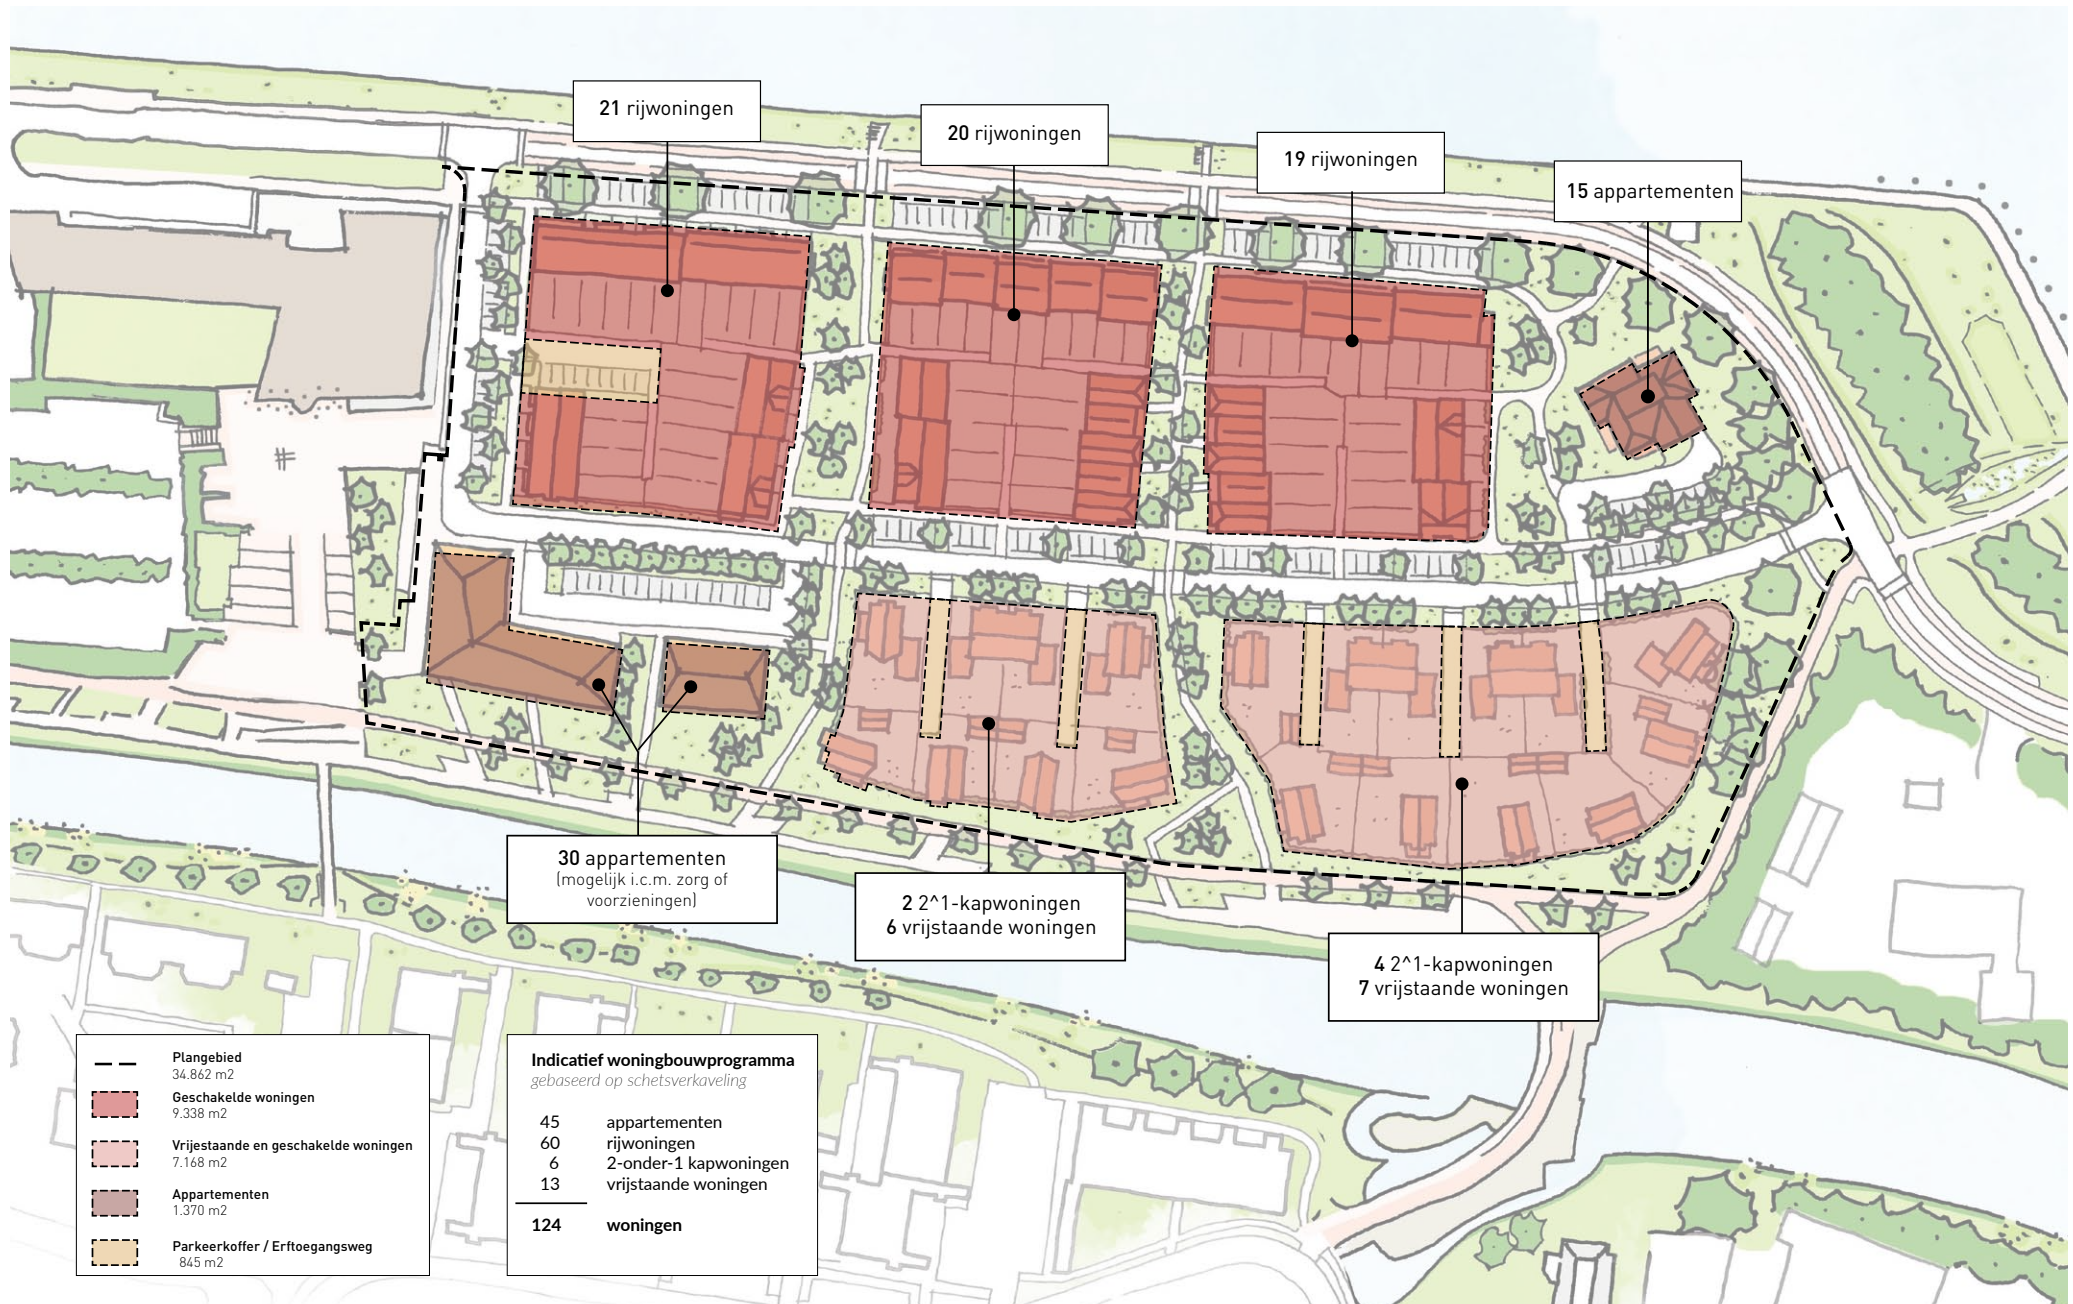 21 rijwoningen
20 rijwoningen
19 rijwoningen
15 appartementen
30 appartementen
(mogelijk i.c.m. zorg of
voorzieningen)
2 2^1-kapwoningen
6 vrijstaande woningen
4 2^1-kapwoningen
7 vrijstaande woningen
Plangebied
34.862 m2
Geschakelde woningen
9.338 m2
Vrijestaande en geschakelde woningen
7.168 m2
Appartementen
1.370 m2
Parkeerkoffer / Erftoegangsweg
845 m2
Indicatief woningbouwprogramma
gebaseerd op schetsverkaveling
45 appartementen
60 rijwoningen
6 2-onder-1 kapwoningen
13 vrijstaande woningen
124 woningen